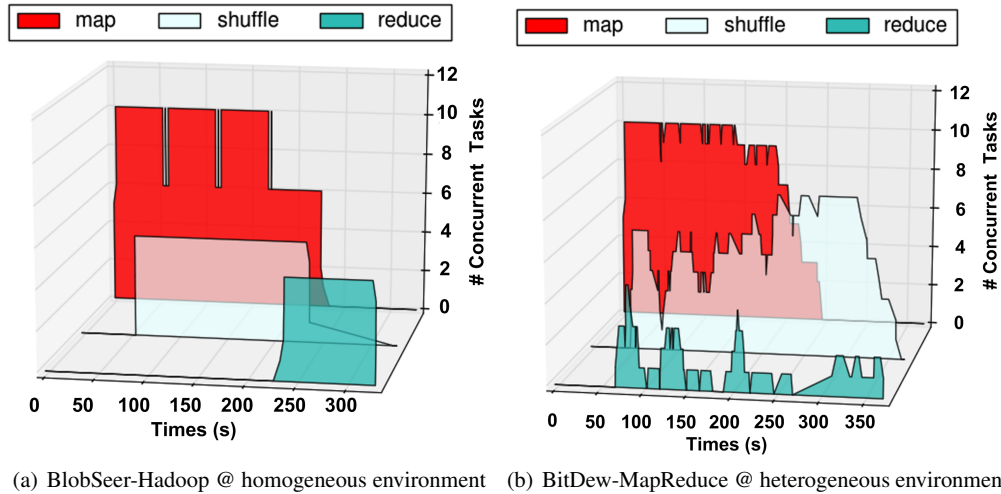 map shuffle reduce
12
10
8
6
4
2
0
# Concurrent Tasks
0 50 100 150 200 250 300
Times (s)
(a) BlobSeer-Hadoop @ homogeneous environment
map shuffle reduce
12
10
8
6
4
2
0
# Concurrent Tasks
0 50 100 150 200 250 300 350
Times (s)
(b) BitDew-MapReduce @ heterogeneous environmen